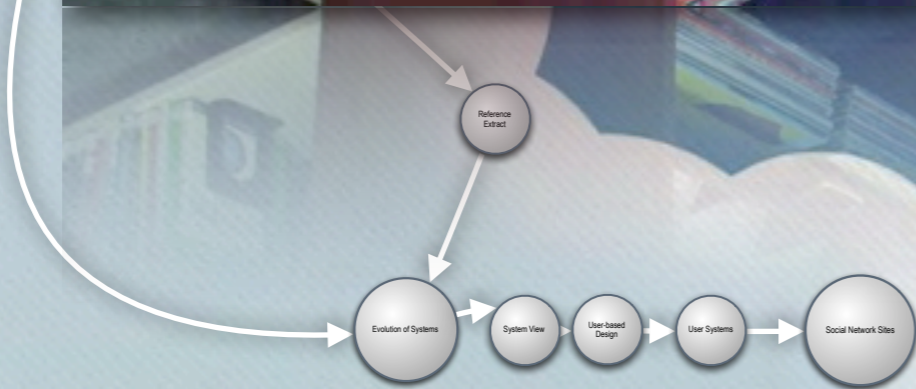 Reference
Extract
Evolution of Systems
System View
User-based
Design
User Systems
Social Network Sites